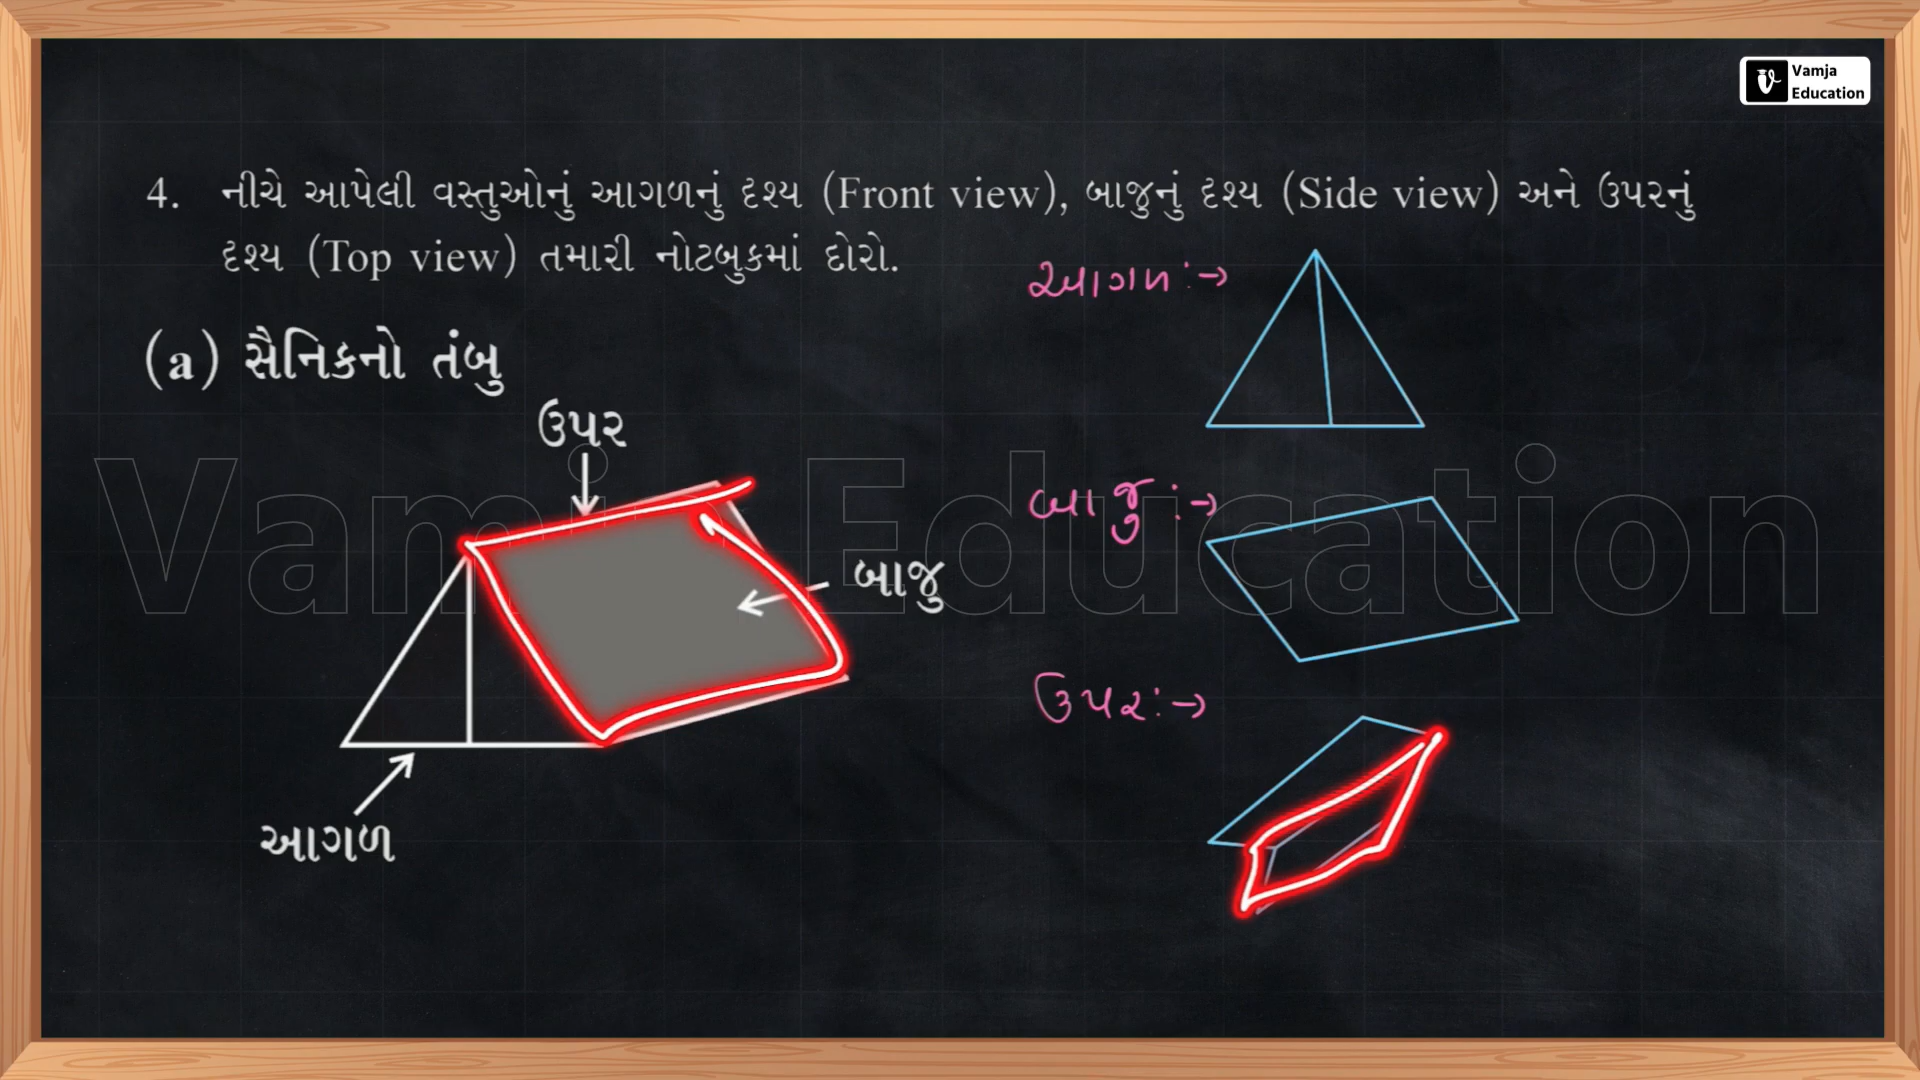 Vamja
Education
4. નીચે આપેલી વસ્તુઓનું આગળનું દૃશ્ય (Front view), બાજુનું દૃશ્ય (Side view) અને ઉપરનું
દૃશ્ય (Top view) તમારી નોટબુકમાં દોરો.
આગળ :→
(a) સૈનિકનો તંબુ
ઉપર
Vamja Education
બાજુ :→
બાજુ
ઉપર :→
આગળ